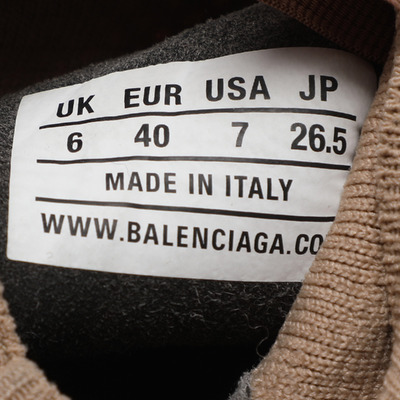 UK EUR USA JP
6 40 7 26.5
MADE IN ITALY
WWW.BALENCIAGA.CO